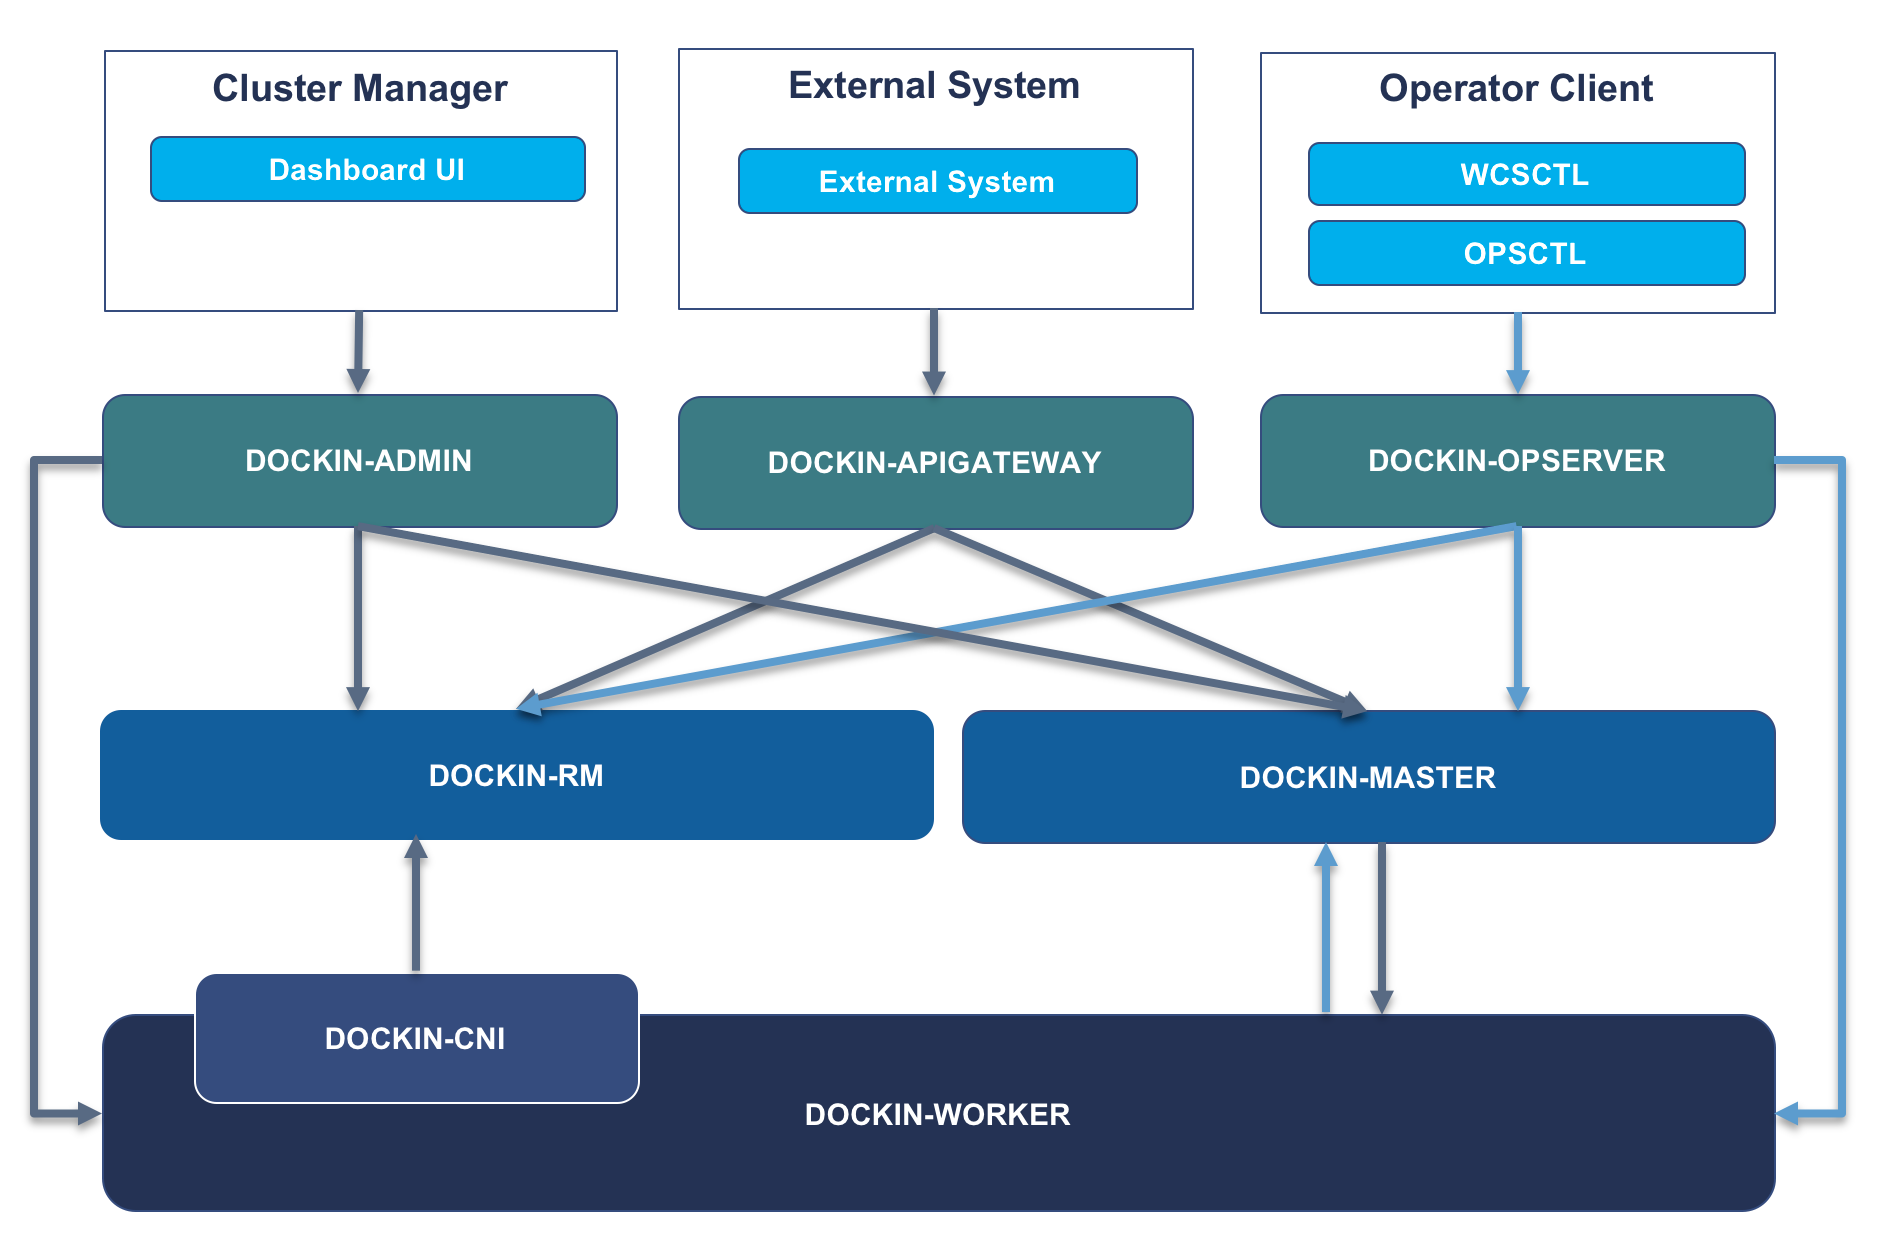 Cluster Manager
Dashboard UI
External System
External System
Operator Client
WCSCTL
OPSCTL
DOCKIN-ADMIN
DOCKIN-APIGATEWAY
DOCKIN-OPSERVER
DOCKIN-RM
DOCKIN-MASTER
DOCKIN-CNI
DOCKIN-WORKER